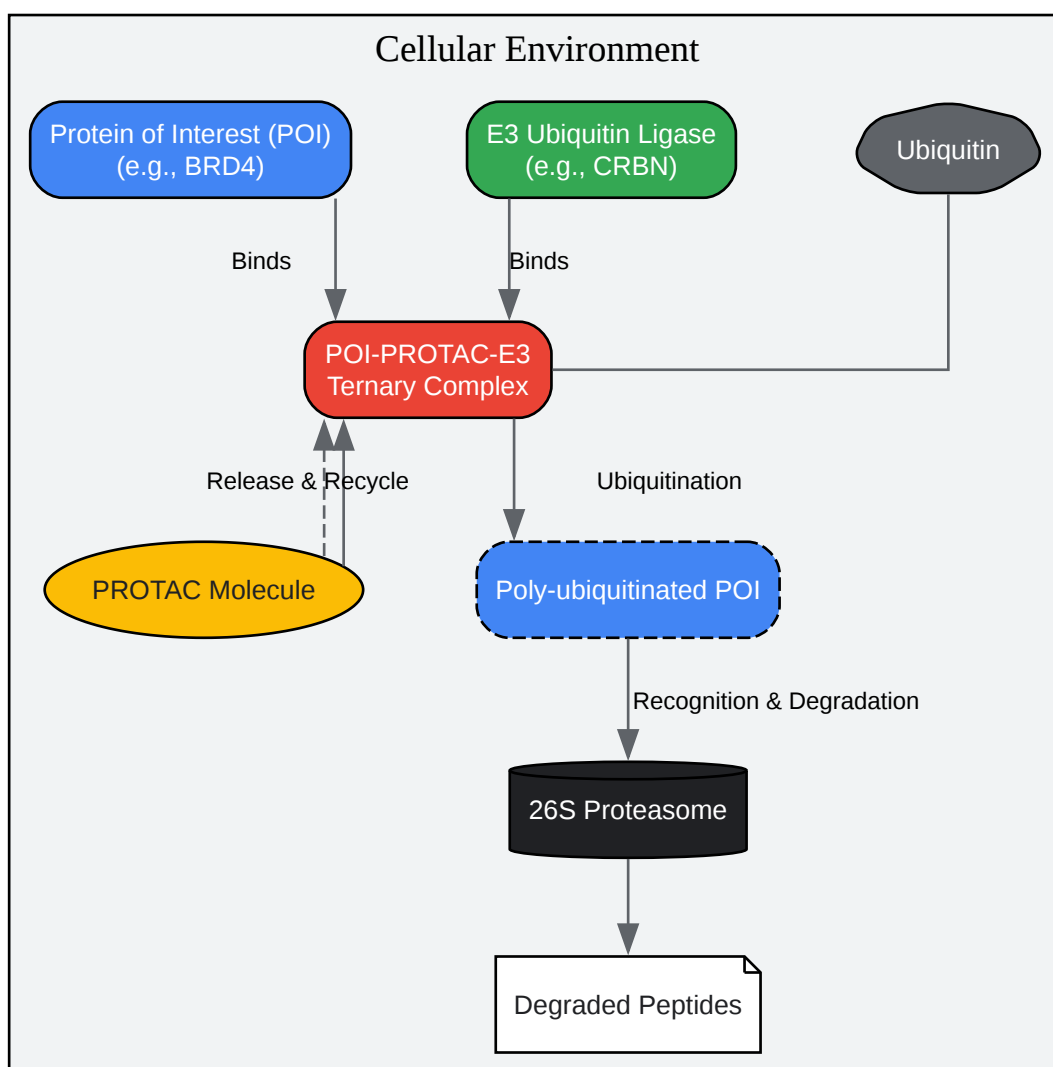 Cellular Environment
Protein of Interest (POI)
(e.g., BRD4)
E3 Ubiquitin Ligase
(e.g., CRBN)
Ubiquitin
Binds
Binds
POI-PROTAC-E3
Ternary Complex
Release & Recycle
Ubiquitination
PROTAC Molecule
Poly-ubiquitinated POI
Recognition & Degradation
26S Proteasome
Degraded Peptides